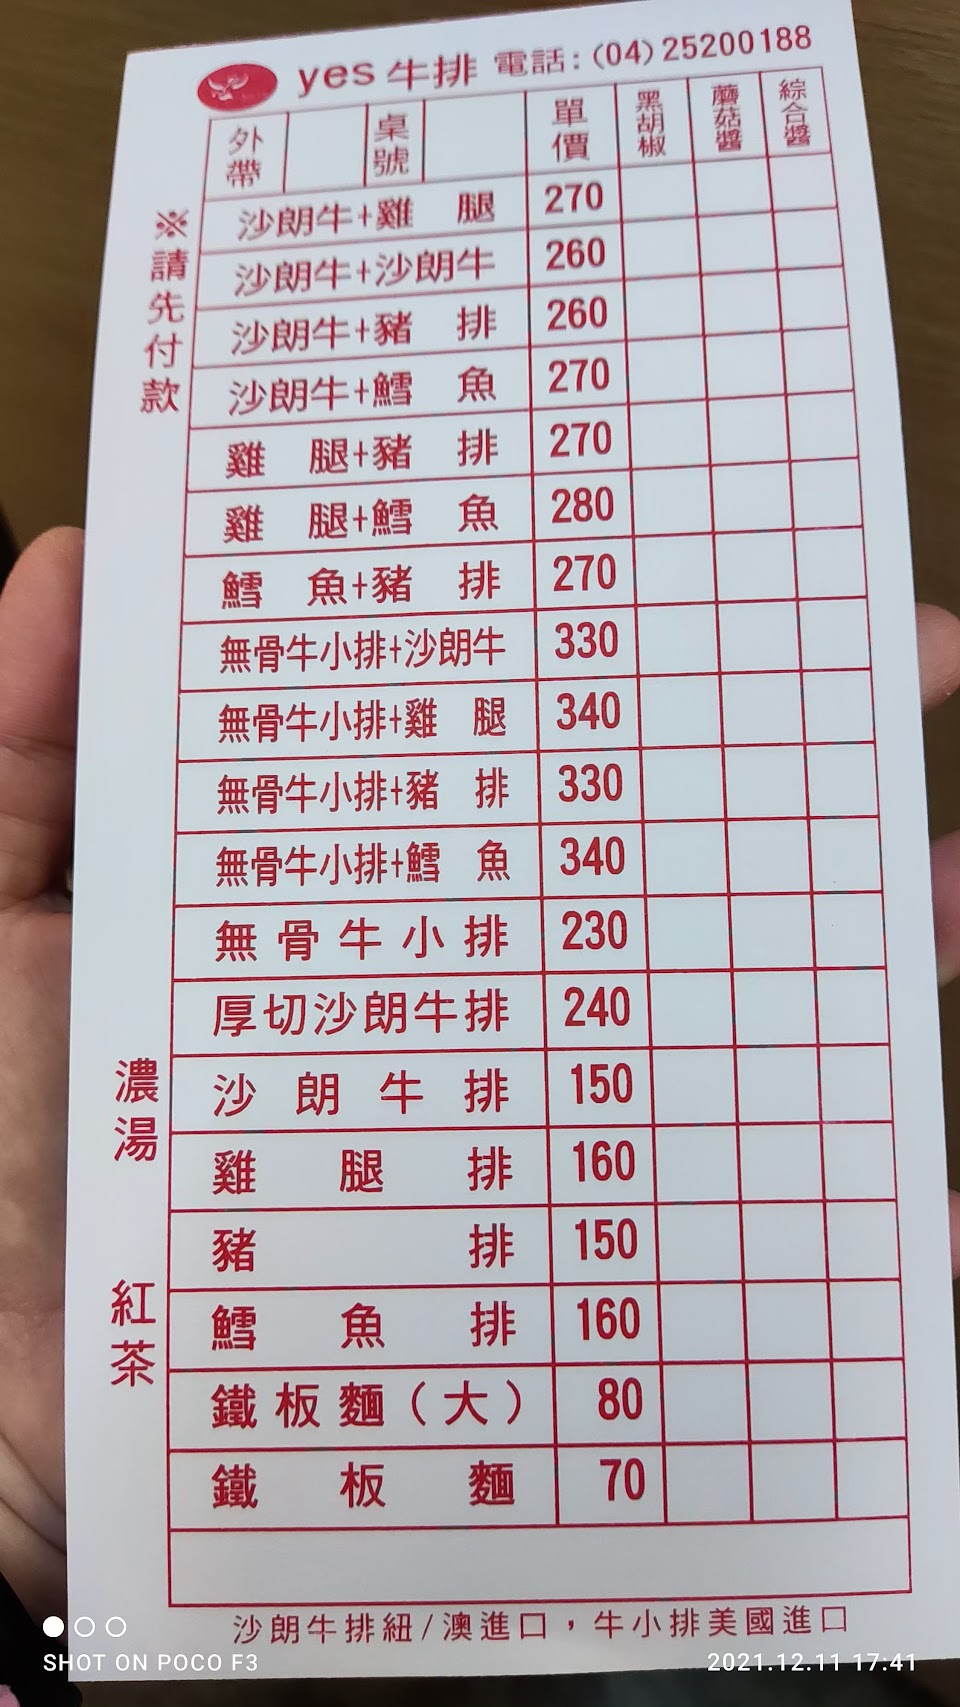 yes 牛排 電話:(04)25200188
外帶 桌號 單價 黑胡椒 蘑菇醬 綜合醬
※請先付款
沙朗牛+雞腿 270
沙朗牛+沙朗牛 260
沙朗牛+豬排 260
沙朗牛+鱈魚 270
雞腿+豬排 270
雞腿+鱈魚 280
鱈魚+豬排 270
無骨牛小排+沙朗牛 330
無骨牛小排+雞腿 340
無骨牛小排+豬排 330
無骨牛小排+鱈魚 340
無骨牛小排 230
厚切沙朗牛排 240
濃湯
沙朗牛排 150
雞腿排 160
豬排 150
紅茶
鱈魚排 160
鐵板麵(大) 80
鐵板麵 70
沙朗牛排紐/澳進口,牛小排美國進口
SHOT ON POCO F3
2021.12.11 17:41